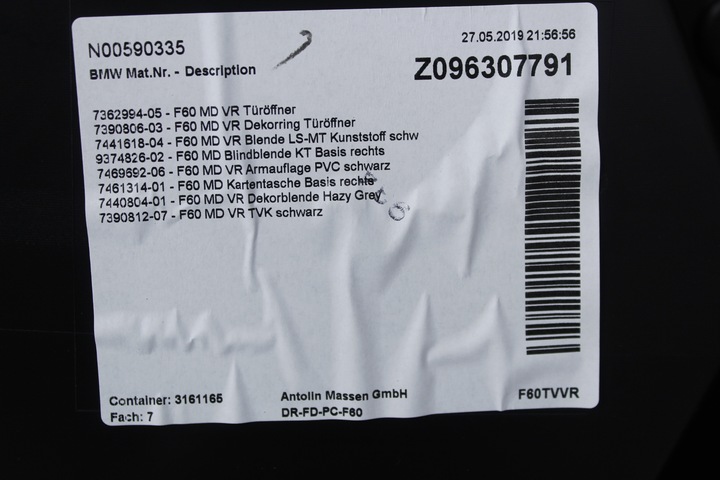 N00590335
27.05.2019 21:56:56
BMW Mat.Nr. - Description
Z096307791
7362994-05 - F60 MD VR Türöffner
7390806-03 - F60 MD VR Dekorring Türöffner
7441618-04 - F60 MD VR Blende LS-MT Kunststoff schw
9374826-02 - F60 MD Blindblende KT Basis rechts
7469692-06 - F60 MD VR Armauflage PVC schwarz
7461314-01 - F60 MD Kartentasche Basis rechts
7440804-01 - F60 MD VR Dekorblende Hazy Grey
7390812-07 - F60 MD VR TVK schwarz
Container: 3161165
Antolin Massen GmbH
F60TVVR
Fach: 7
DR-FD-PC-F60